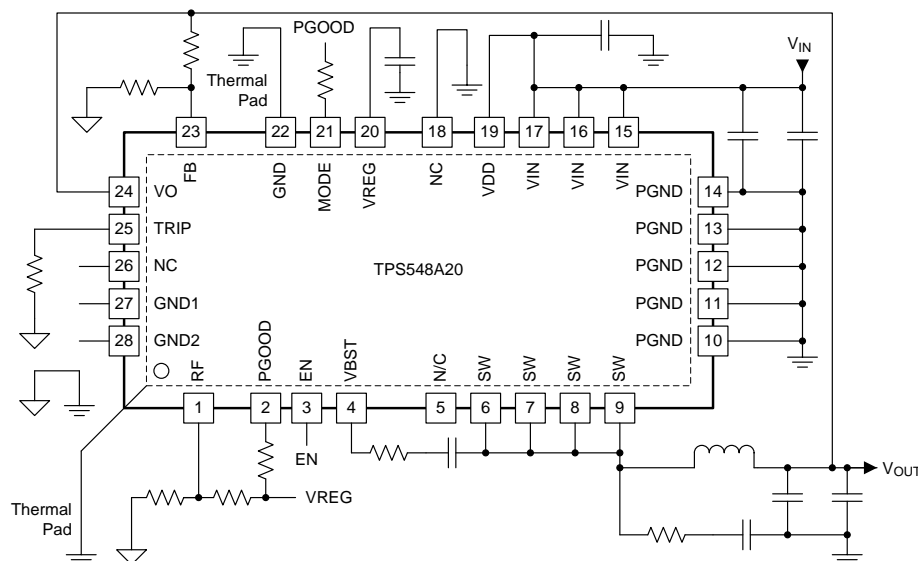 PGOOD
V_IN
Thermal
Pad
23
22
21
20
18
19
17
16
15
FB
GND
MODE
VREG
NC
VDD
VIN
VIN
VIN
24 VO
PGND 14
25 TRIP
PGND 13
26 NC
TPS548A20
PGND 12
27 GND1
PGND 11
28 GND2
PGND 10
RF
PGOOD
EN
VBST
N/C
SW
SW
SW
SW
1
2
3
4
5
6
7
8
9
EN
V_OUT
VREG
Thermal
Pad